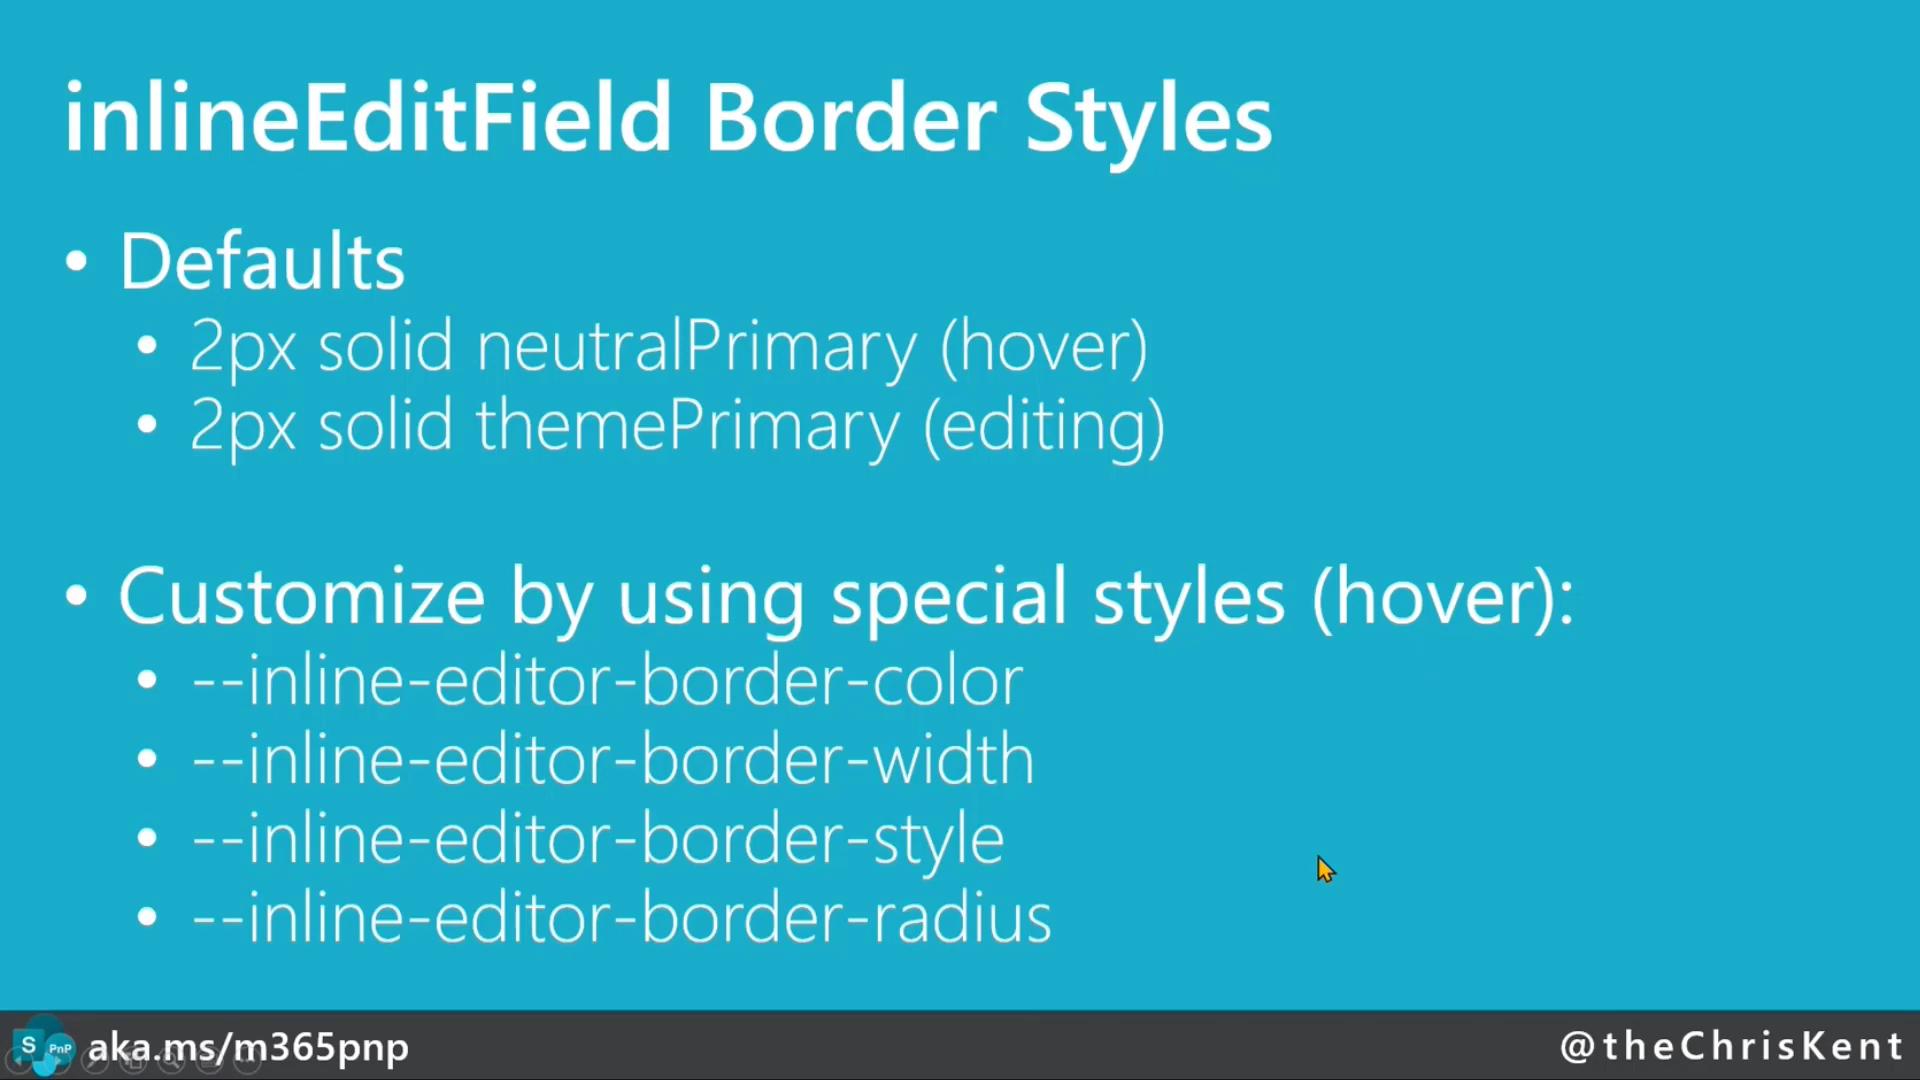 inlineEditField Border Styles
• Defaults
• 2px solid neutralPrimary (hover)
• 2px solid themePrimary (editing)
• Customize by using special styles (hover):
• --inline-editor-border-color
• --inline-editor-border-width
• --inline-editor-border-style
• --inline-editor-border-radius
S PnP aka.ms/m365pnp @theChrisKent